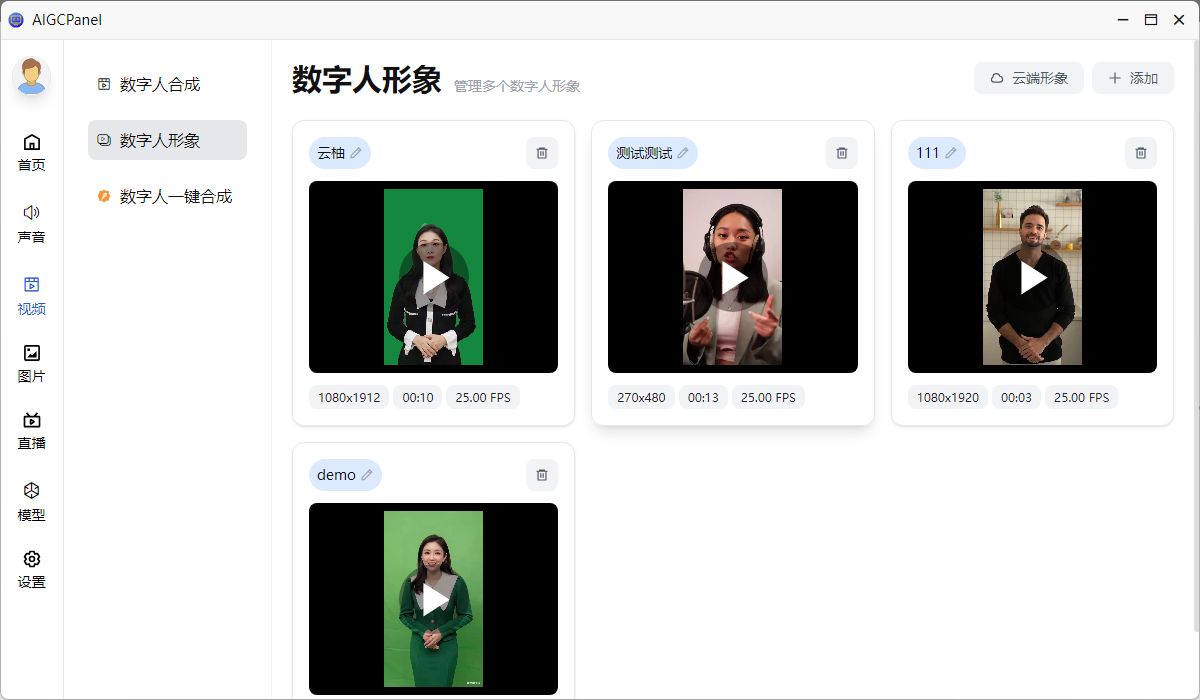 AIGCPanel
首页
声音
视频
图片
直播
模型
设置
数字人合成
数字人形象
数字人一键合成
数字人形象 管理多个数字人形象
云端形象
添加
云柚
1080x1912 00:10 25.00 FPS
测试测试
270x480 00:13 25.00 FPS
111
1080x1920 00:03 25.00 FPS
demo